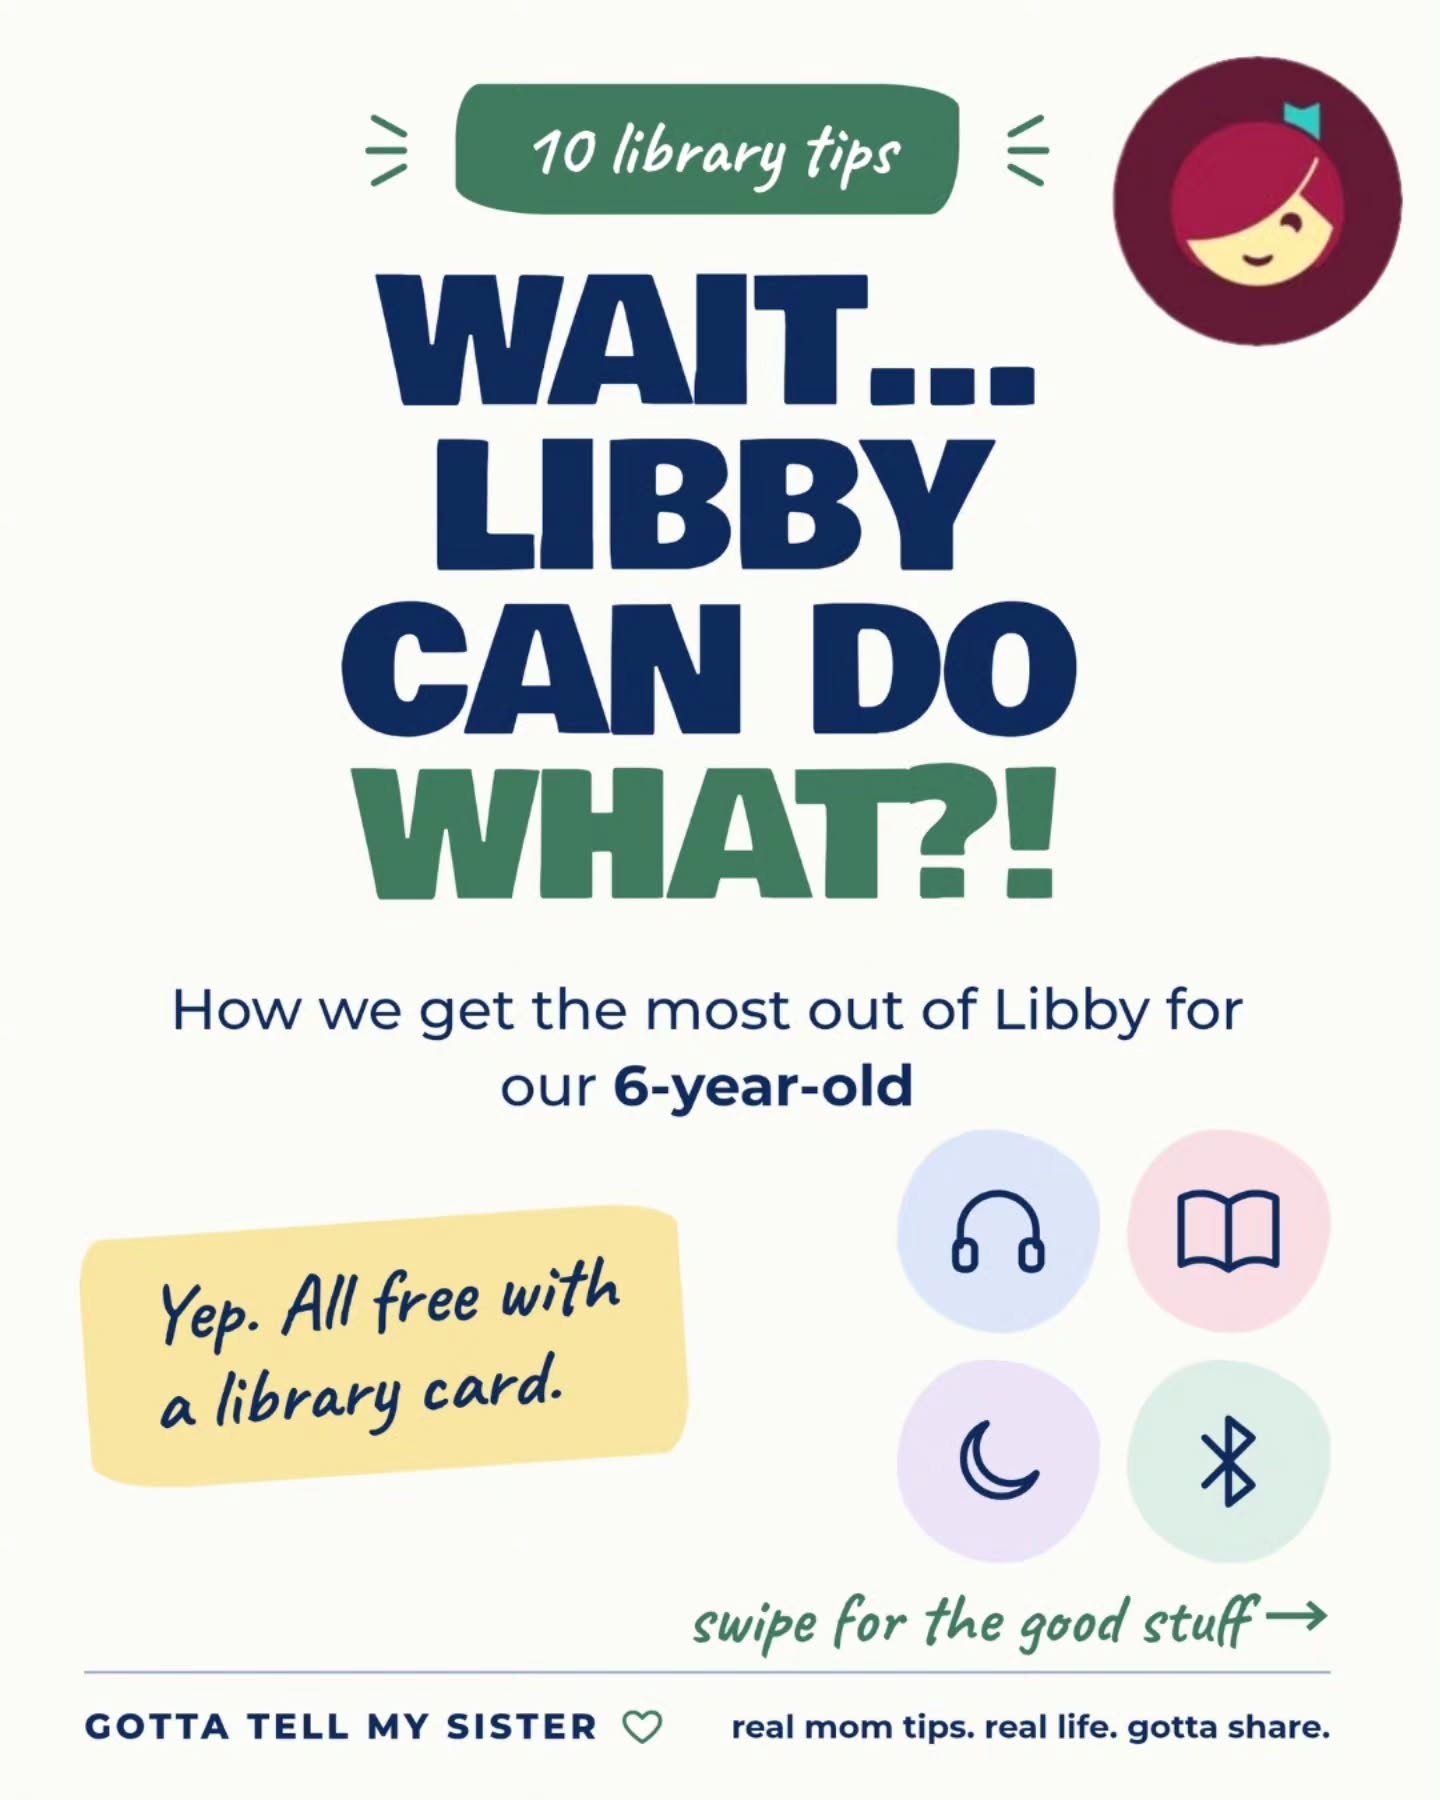 10 library tips
WAIT...
LIBBY
CAN DO
WHAT?!
How we get the most out of Libby for
our 6-year-old
Yep. All free with
a library card.
swipe for the good stuff →
GOTTA TELL MY SISTER ♡ real mom tips. real life. gotta share.